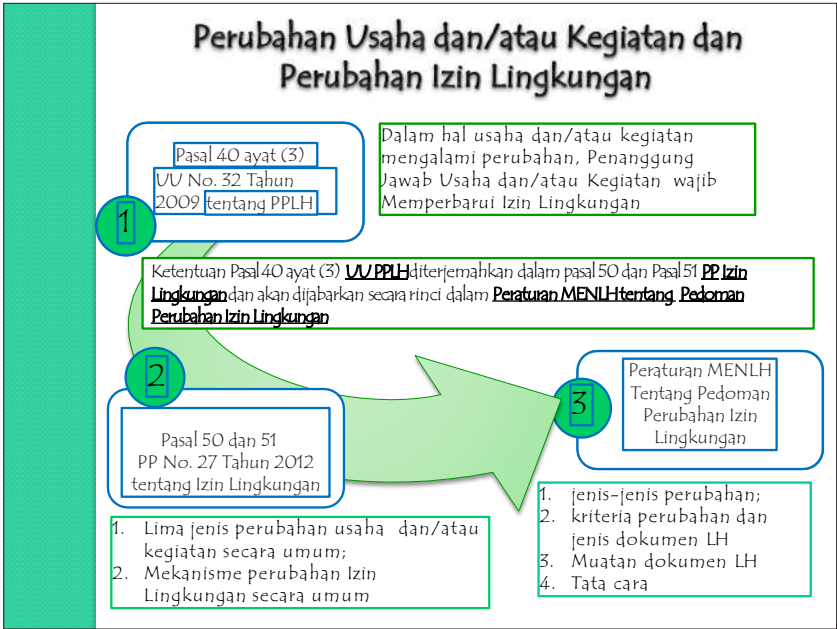 Perubahan Usaha dan/atau Kegiatan dan
Perubahan Izin Lingkungan
Pasal 40 ayat (3)
UU No. 32 Tahun
2009 tentang PPLH
1
Dalam hal usaha dan/atau kegiatan
mengalami perubahan, Penanggung
Jawab Usaha dan/atau Kegiatan wajib
Memperbarui Izin Lingkungan
Ketentuan Pasal 40 ayat (3) UU PPLH diterjemahkan dalam pasal 50 dan Pasal 51 PP Izin
Lingkungan dan akan dijabarkan secara rinci dalam Peraturan MENLH tentang Pedoman
Perubahan Izin Lingkungan
2
Pasal 50 dan 51
PP No. 27 Tahun 2012
tentang Izin Lingkungan
1. Lima jenis perubahan usaha dan/atau
kegiatan secara umum;
2. Mekanisme perubahan Izin
Lingkungan secara umum
3
Peraturan MENLH
Tentang Pedoman
Perubahan Izin
Lingkungan
1. jenis-jenis perubahan;
2. kriteria perubahan dan
jenis dokumen LH
3. Muatan dokumen LH
4. Tata cara